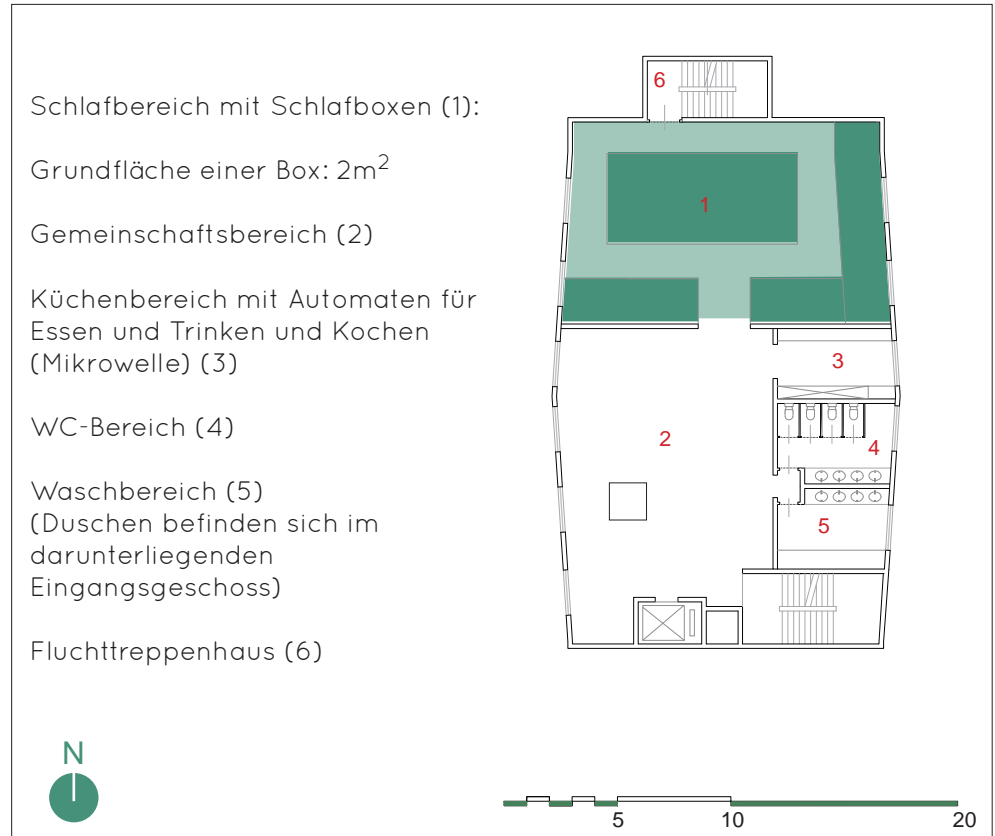 Schlafbereich mit Schlafboxen (1):
Grundfläche einer Box: 2m²
Gemeinschaftsbereich (2)
Küchenbereich mit Automaten für
Essen und Trinken und Kochen
(Mikrowelle) (3)
WC-Bereich (4)
Waschbereich (5)
(Duschen befinden sich im
darunterliegenden
Eingangsgeschoss)
Fluchttreppenhaus (6)
N
6
1
3
2
4
5
5
10
20